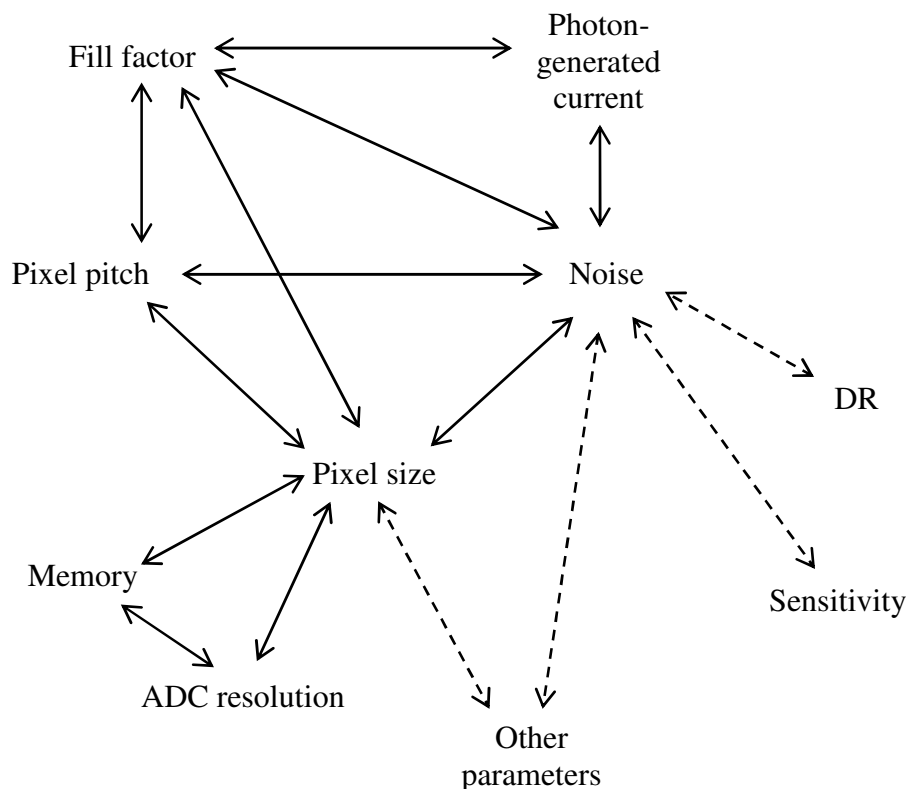 Fill factor
Photon-
generated
current
Pixel pitch
Noise
DR
Pixel size
Memory
Sensitivity
ADC resolution
Other
parameters